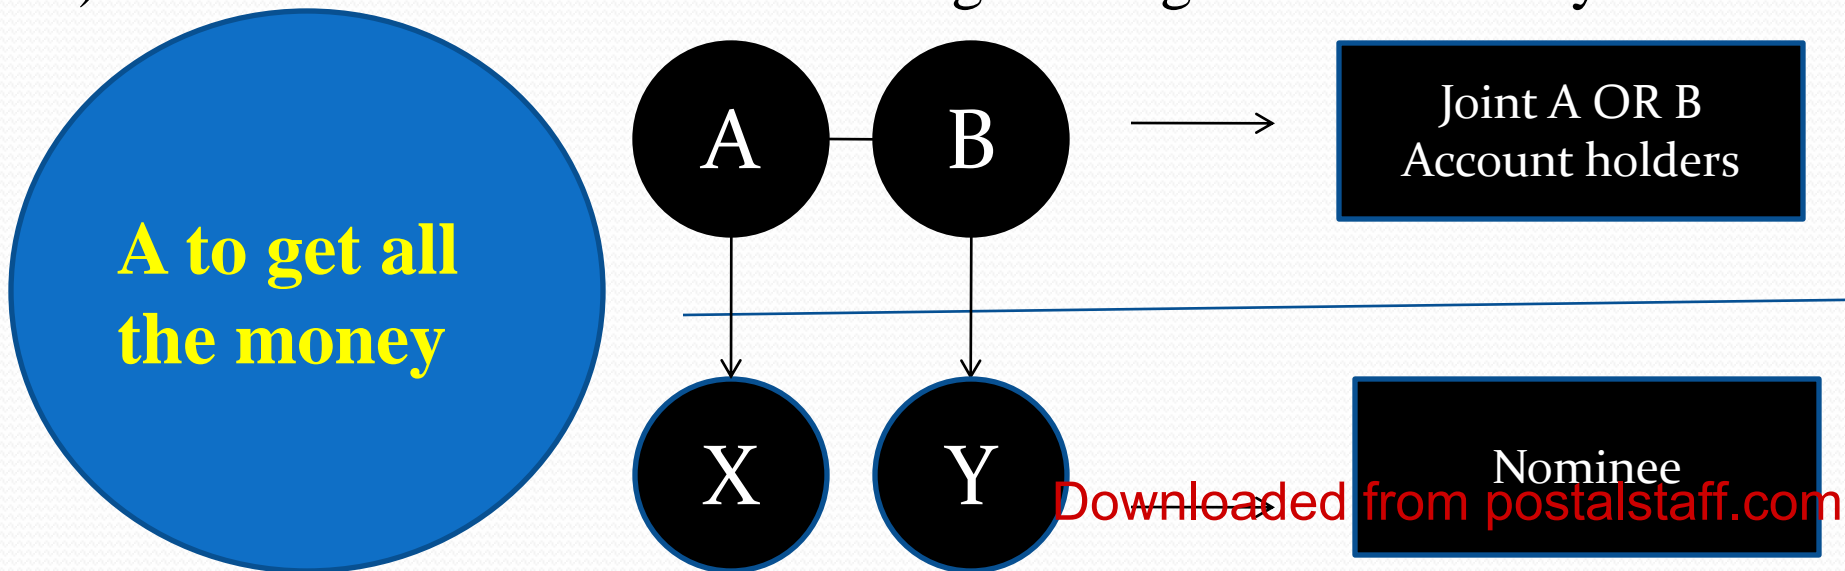 A
B
Joint A OR B
Account holders
A to get all
the money
X
Y
Nominee
Downloaded from postalstaff.com